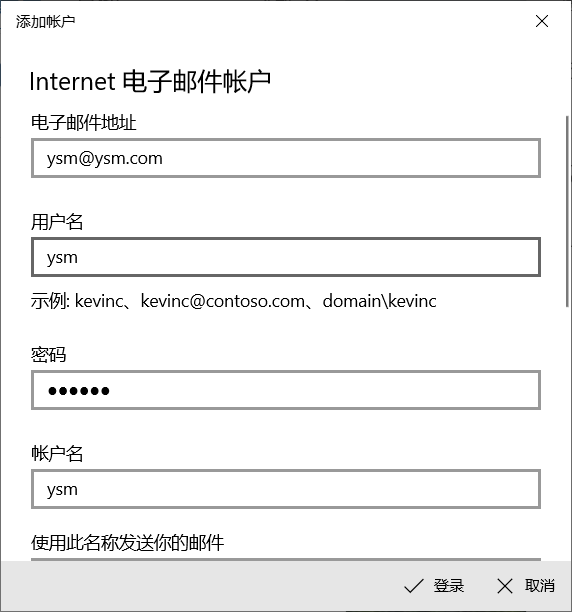 添加帐户
Internet 电子邮件帐户
电子邮件地址
ysm@ysm.com
用户名
ysm
示例: kevinc、kevinc@contoso.com、domain\kevinc
密码
●●●●●●
帐户名
ysm
使用此名称发送你的邮件
登录 取消